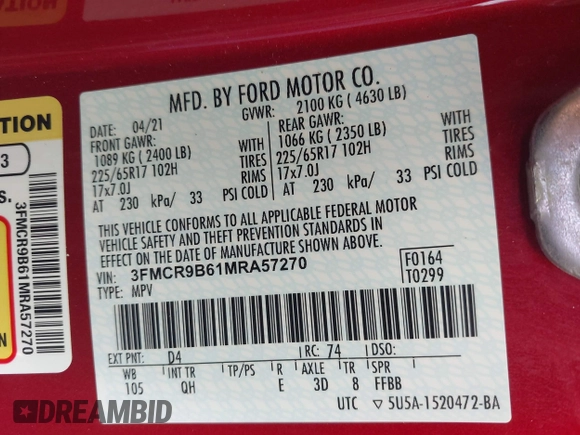 MFD. BY FORD MOTOR CO.
DATE: 04/21 GVWR: 2100 KG ( 4630 LB)
FRONT GAWR: REAR GAWR:
1089 KG ( 2400 LB) WITH 1066 KG ( 2350 LB) WITH
225/65R17 102H TIRES 225/65R17 102H TIRES
17x7.0J RIMS 17x7.0J RIMS
AT 230 kPa/ 33 PSI COLD AT 230 kPa/ 33 PSI COLD
THIS VEHICLE CONFORMS TO ALL APPLICABLE FEDERAL MOTOR
VEHICLE SAFETY AND THEFT PREVENTION STANDARDS IN
EFFECT ON THE DATE OF MANUFACTURE SHOWN ABOVE.
VIN: 3FMCR9B61MRA57270 F0164
TYPE: MPV T0299
EXT PNT: D4 RC: 74 DSO:
WB INT TR TP/PS R AXLE TR SPR
105 QH E 3D 8 FFBB
UTC ▽5U5A-1520472-BA
TION
3
S.
3FMCR9B61MRA57270
DREAMBID